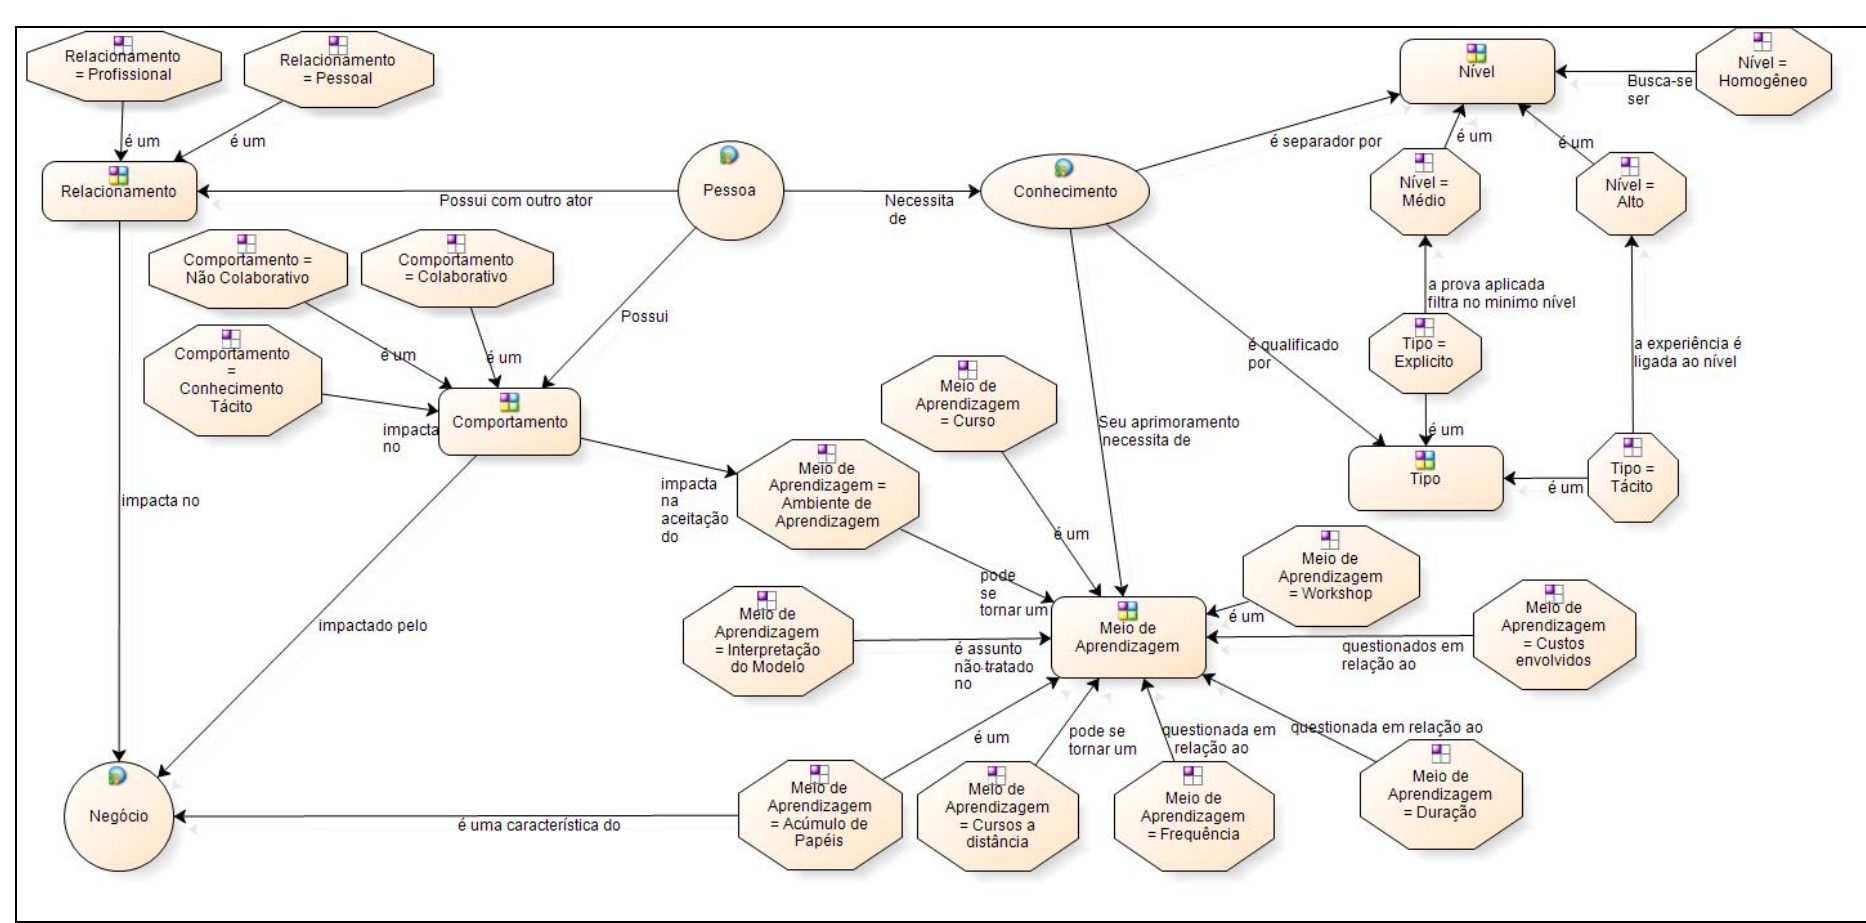 Relacionamento
= Profissional
Relacionamento
= Pessoal
Nível
Busca-se
ser
Nível =
Homogêneo
é um
é um
é separador por
é um
é um
Relacionamento
Possui com outro ator
Pessoa
Necessita
de
Conhecimento
Nível =
Médio
Nível =
Alto
Comportamento =
Não Colaborativo
Comportamento
= Colaborativo
a prova aplicada
filtra no minimo nível
Possui
Comportamento
=
Conhecimento
Tácito
é um
é um
é qualificado
por
Tipo =
Explicito
a experiência é
ligada ao nível
Meio de
Aprendizagem
= Curso
impacta
no
Comportamento
Seu aprimoramento
necessita de
é um
Tipo
é um
Tipo =
Tácito
impacta no
impacta
na
aceitação
do
Meio de
Aprendizagem =
Ambiente de
Aprendizagem
é um
pode
se
tornar um
Meio de
Aprendizagem
= Workshop
é um
Meio de
Aprendizagem
= Interpretação
do Modelo
é assunto
não tratado
no
Meio de
Aprendizagem
questionados em
relação ao
Meio de
Aprendizagem
= Custos
envolvidos
impactado pelo
é um
pode se
tornar um
questionada em
relação ao
questionada em relação ao
Negócio
é uma característica do
Meio de
Aprendizagem
= Acúmulo de
Papéis
Meio de
Aprendizagem
= Cursos a
distância
Meio de
Aprendizagem
= Frequência
Meio de
Aprendizagem
= Duração